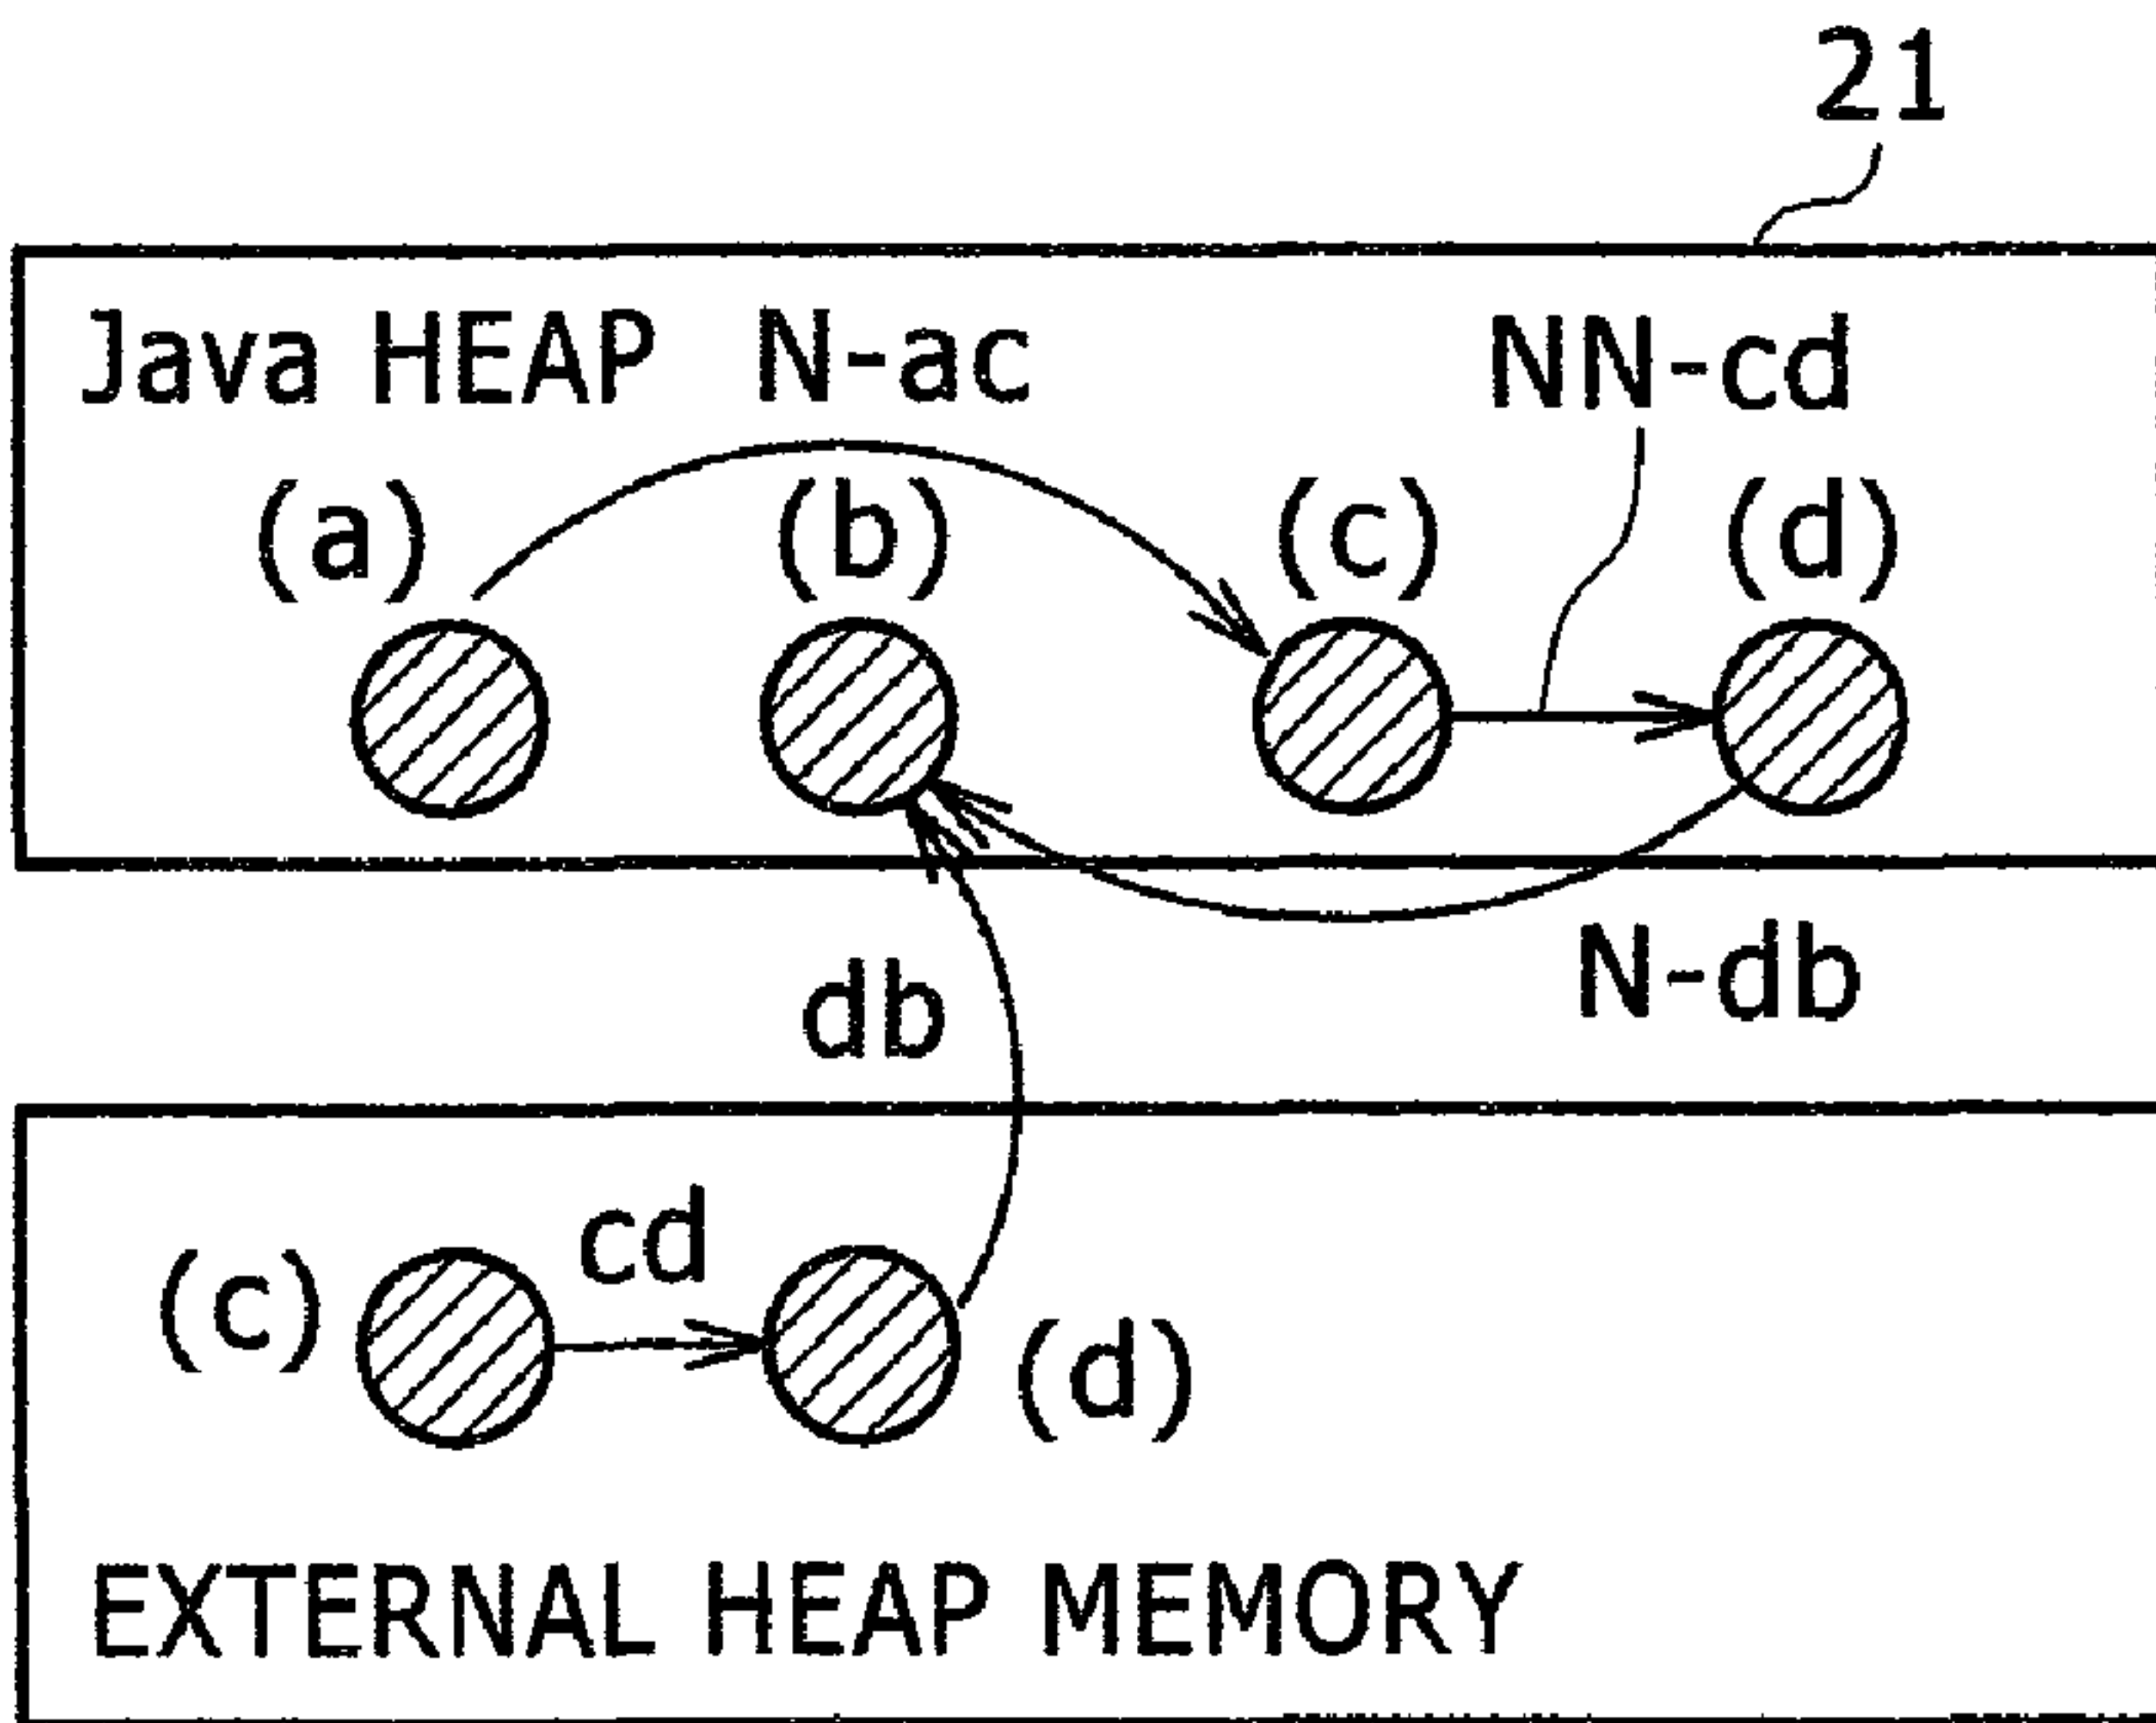 21
Java HEAP N-ac NN-cd
(a) (b) (c) (d)
N-db
db
cd
(c)
(d)
EXTERNAL HEAP MEMORY